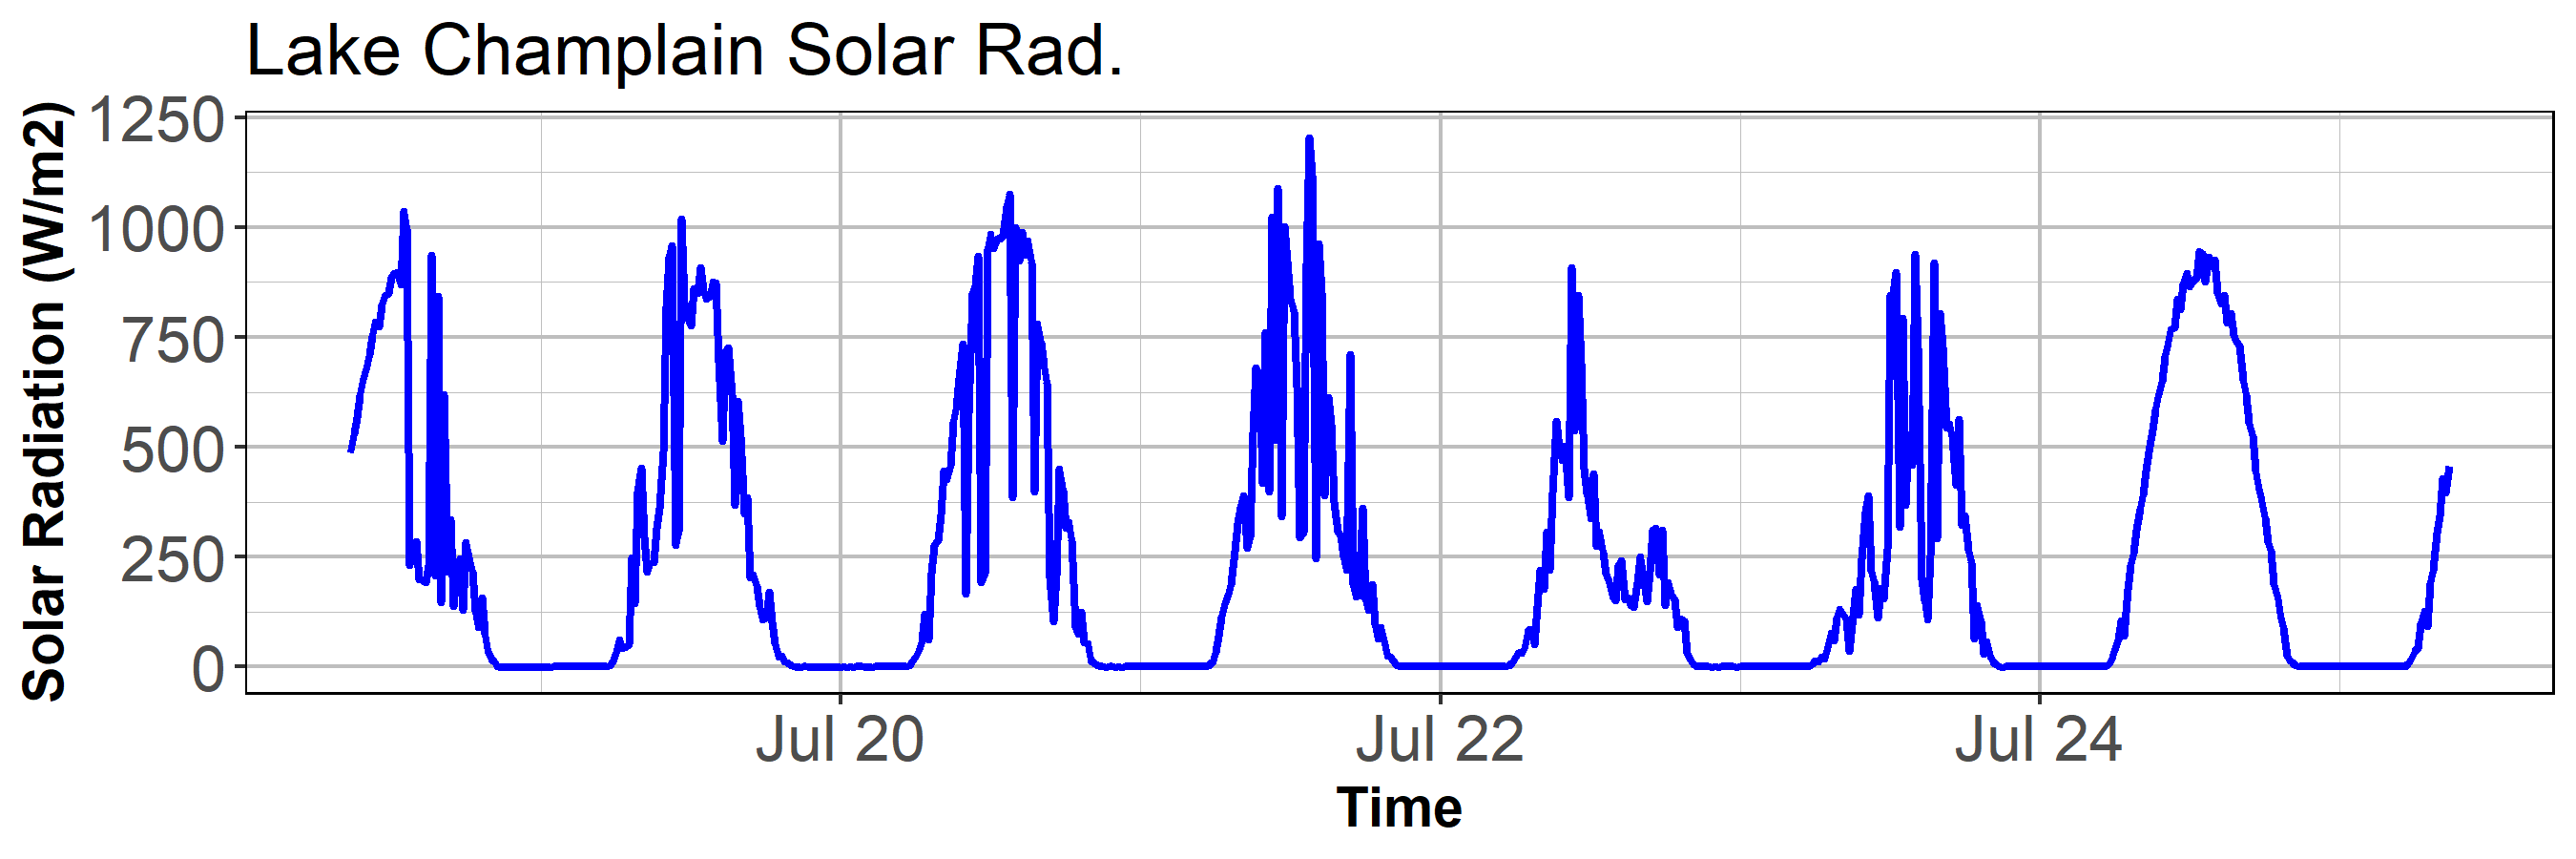 Lake Champlain Solar Rad.
Solar Radiation (W/m2)
1250
1000
750
500
250
0
Jul 20 Jul 22 Jul 24
Time